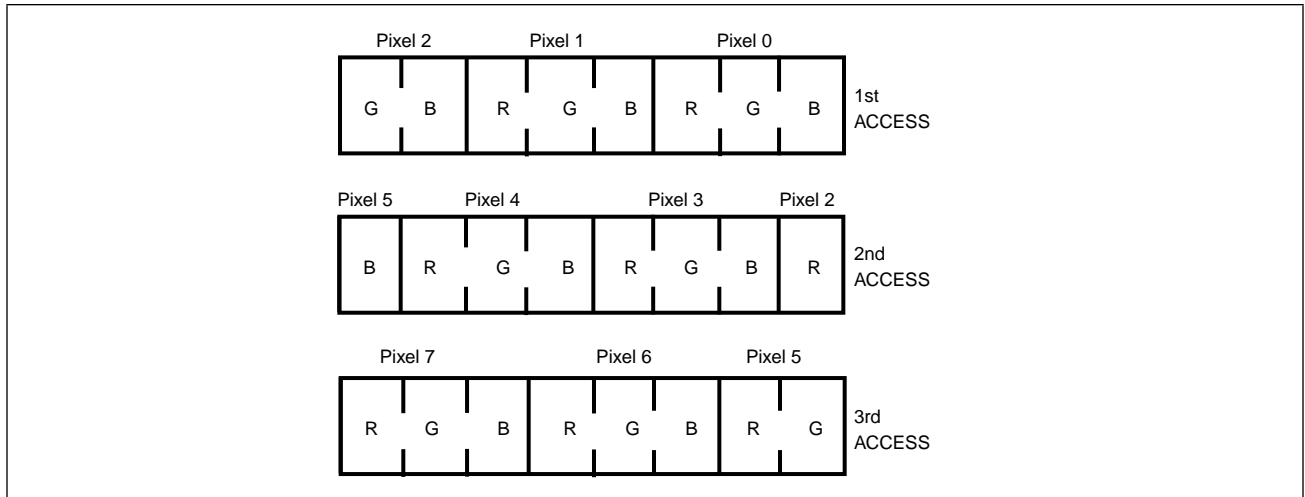 Pixel 2 Pixel 1 Pixel 0
G B R G B R G B
1st
ACCESS
Pixel 5 Pixel 4 Pixel 3 Pixel 2
B R G B R G B R
2nd
ACCESS
Pixel 7 Pixel 6 Pixel 5
R G B R G B R G
3rd
ACCESS